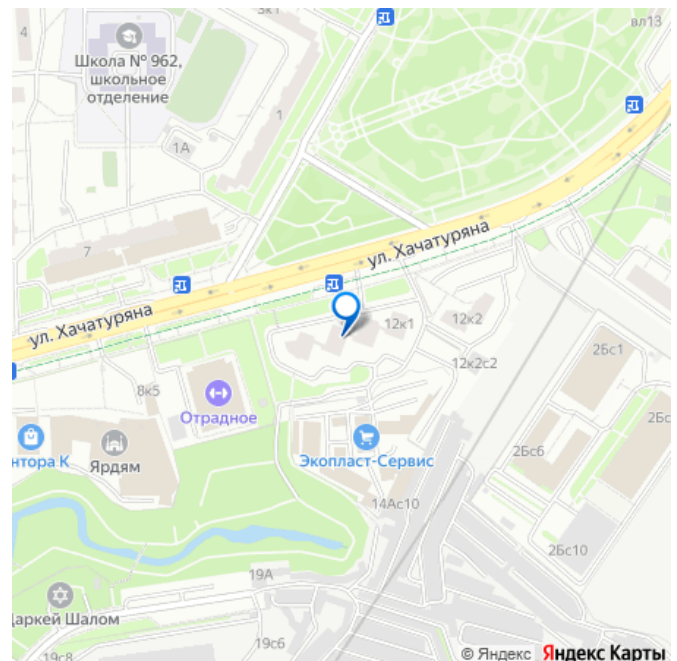 3к1
4
вл13
Школа № 962,
школьное
отделение
1
1А
7
ул. Хачатуряна
ул. Хачатуряна
12к1
12к2
12к2с2
2Бс1
8к5
Отрадное
2Бс
нтора К
Ярдям
Экопласт-Сервис
2Бс6
14Ас10
2Бс10
19А
Даркей Шалом
19с8
19с6
© Яндекс Яндекс Карты